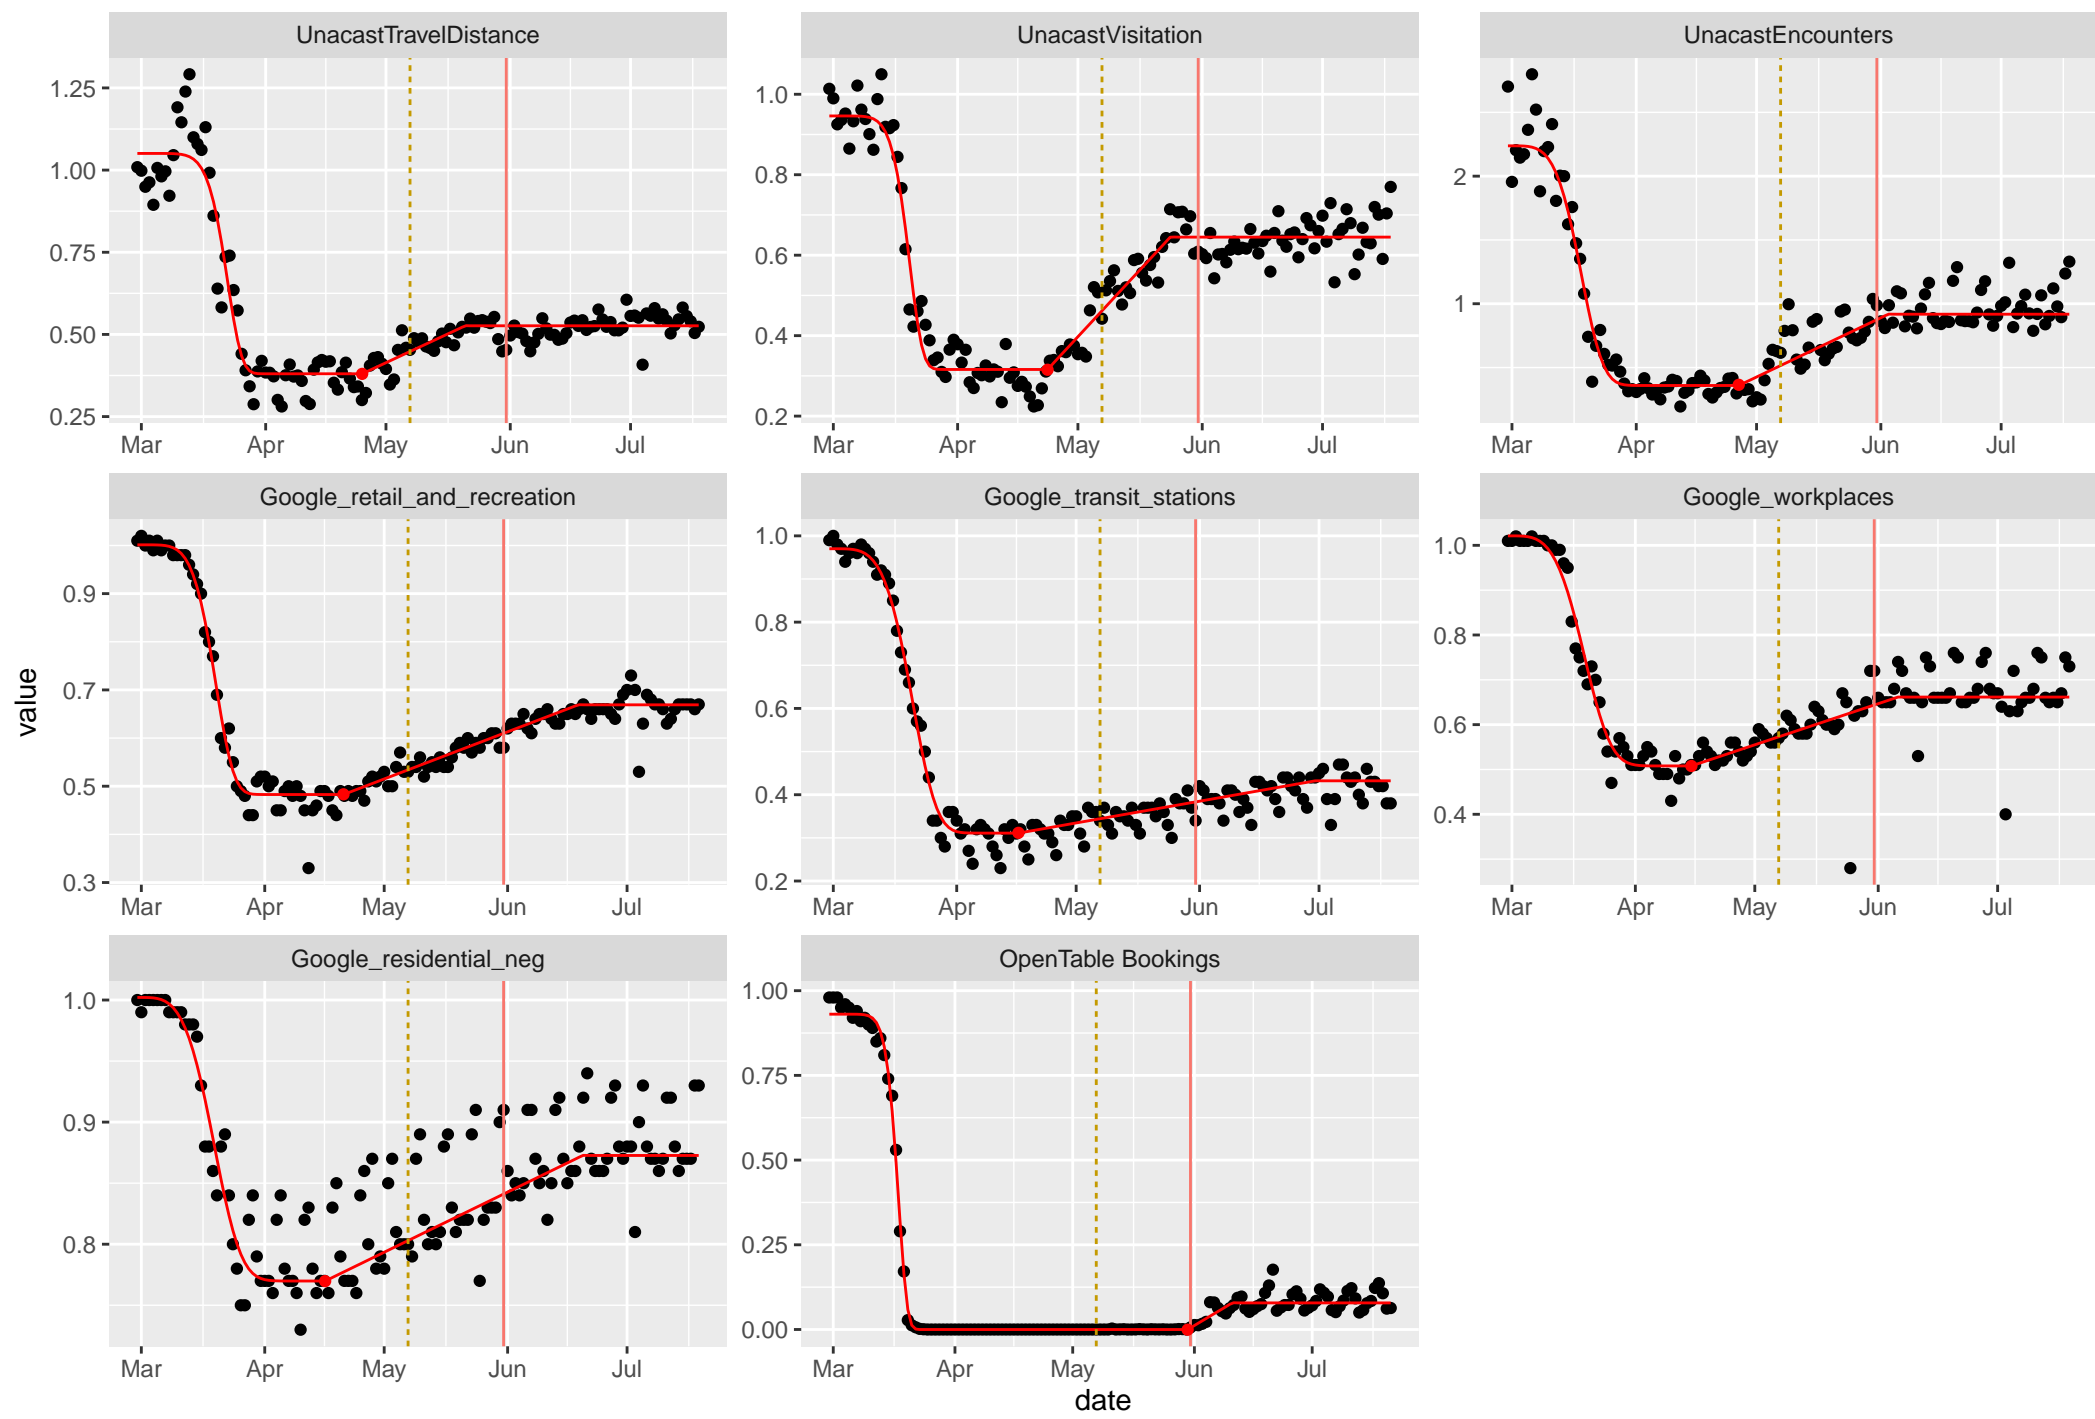 UnacastTravelDistance
UnacastVisitation
UnacastEncounters
1.25
1.00
0.75
0.50
0.25
1.0
0.8
0.6
0.4
0.2
2
1
Mar Apr May Jun Jul
Mar Apr May Jun Jul
Mar Apr May Jun Jul
Google_retail_and_recreation
Google_transit_stations
Google_workplaces
value
0.9
0.7
0.5
0.3
1.0
0.8
0.6
0.4
0.2
1.0
0.8
0.6
0.4
Mar Apr May Jun Jul
Mar Apr May Jun Jul
Mar Apr May Jun Jul
Google_residential_neg
OpenTable Bookings
1.0
0.9
0.8
1.00
0.75
0.50
0.25
0.00
Mar Apr May Jun Jul
Mar Apr May Jun Jul
date